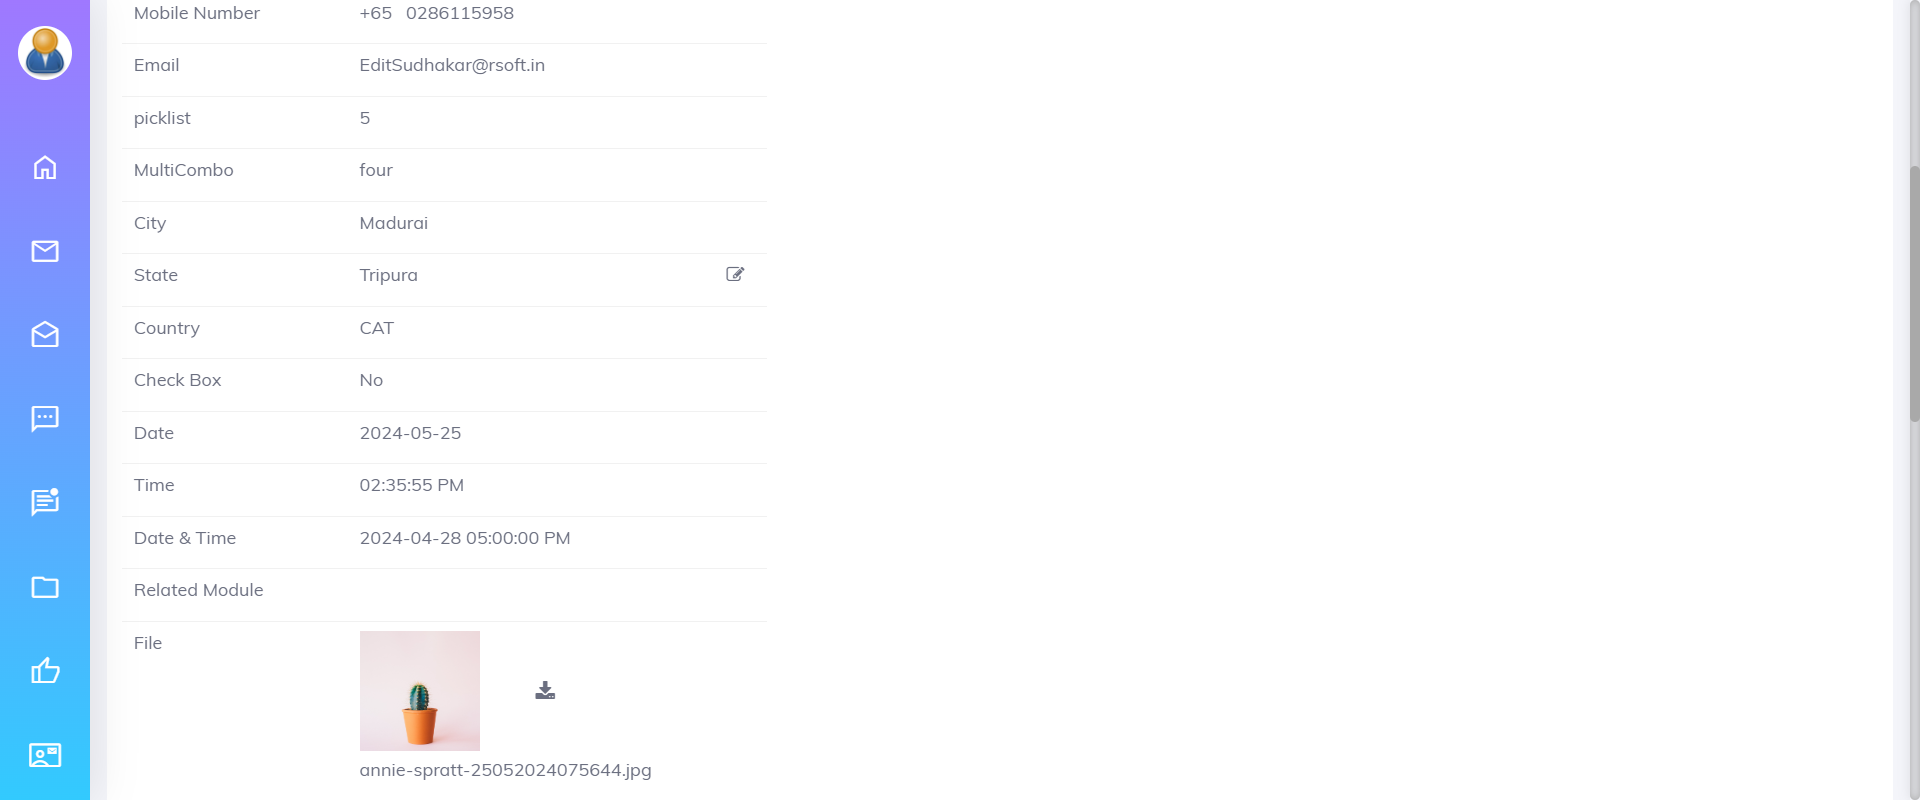 Mobile Number +65 0286115958
Email EditSudhakar@rsoft.in
picklist 5
MultiCombo four
City Madurai
State Tripura
Country CAT
Check Box No
Date 2024-05-25
Time 02:35:55 PM
Date & Time 2024-04-28 05:00:00 PM
Related Module
File
annie-spratt-25052024075644.jpg